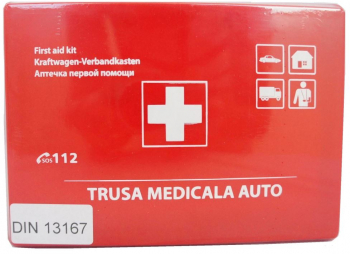 First aid kit
Kraftwagen-Verbandkasten
Аптечка первой помощи
SOS 112
TRUSA MEDICALA AUTO
DIN 13167